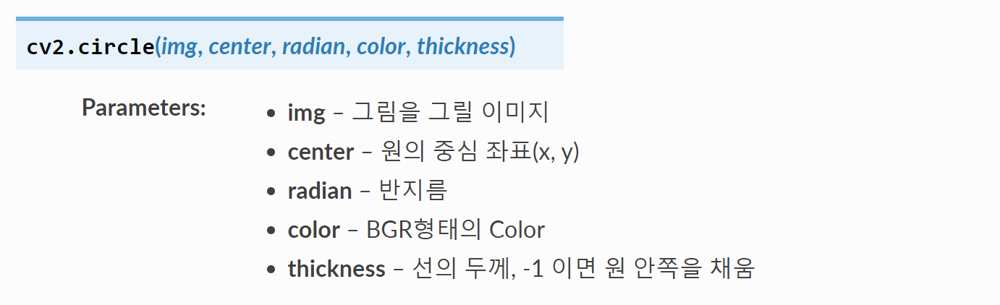 cv2.circle(img, center, radian, color, thickness)
Parameters:
• img – 그림을 그릴 이미지
• center – 원의 중심 좌표(x, y)
• radian – 반지름
• color – BGR형태의 Color
• thickness – 선의 두께, -1 이면 원 안쪽을 채움